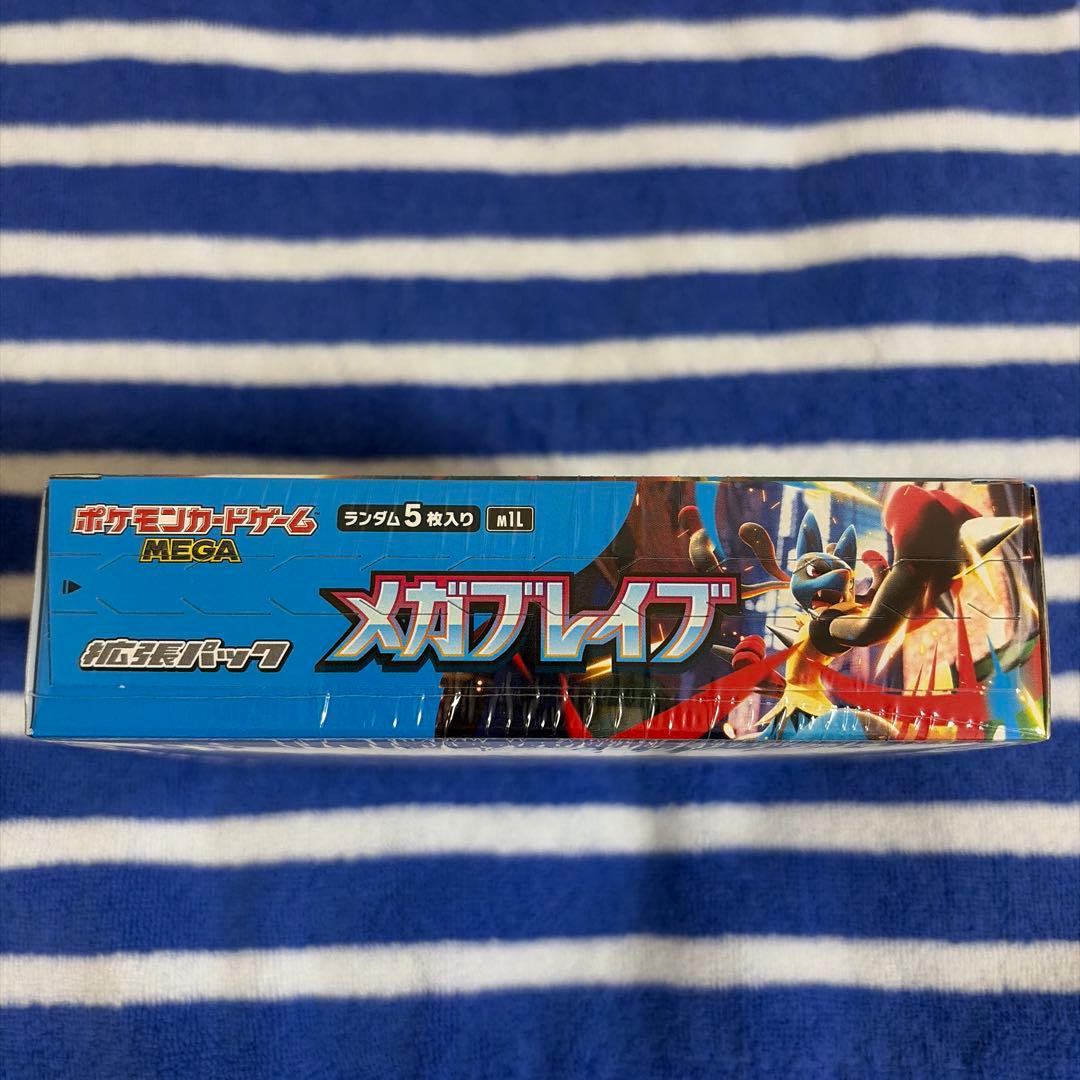 ポケモンカードゲーム
MEGA
ランダム5枚入り
M1L
メガブレイブ
拡張パック